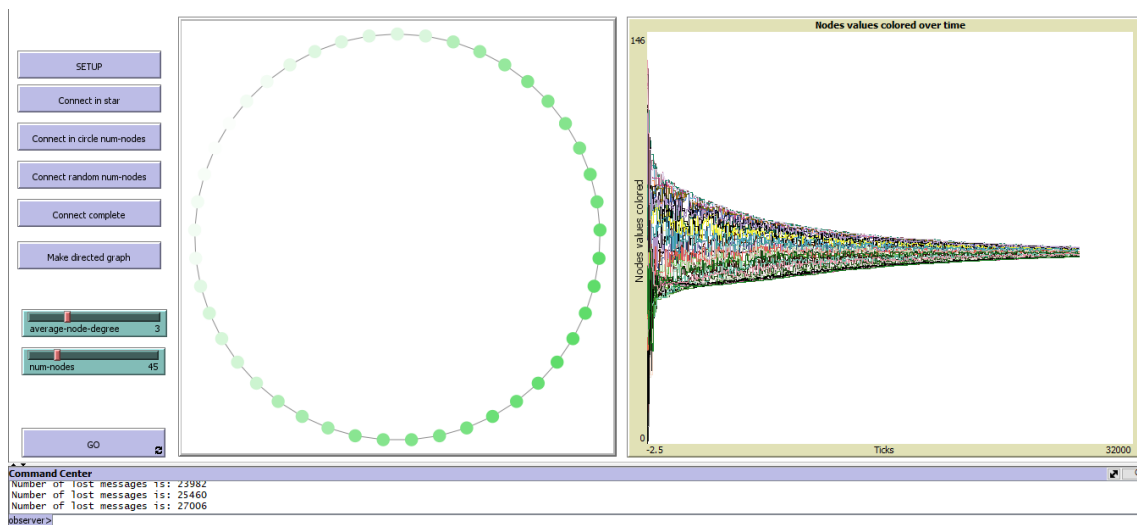 SETUP
Connect in star
Connect in circle num-nodes
Connect random num-nodes
Connect complete
Make directed graph
average-node-degree 3
num-nodes 45
GO
Nodes values colored over time
146
Nodes values colored
0
-2.5 Ticks 32000
Command Center
Number of lost messages is: 23982
Number of lost messages is: 25460
Number of lost messages is: 27006
observer>